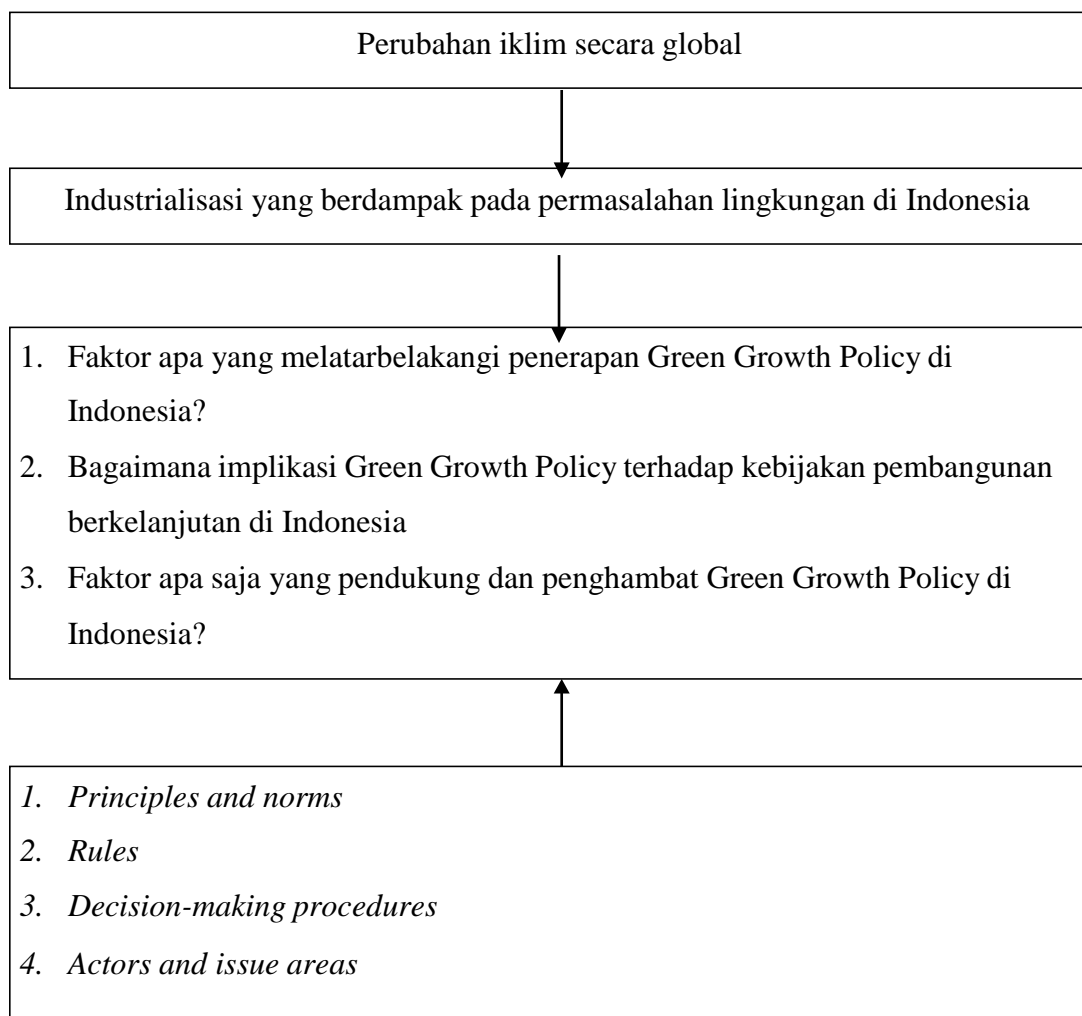 Perubahan iklim secara global
Industrialisasi yang berdampak pada permasalahan lingkungan di Indonesia
1. Faktor apa yang melatarbelakangi penerapan Green Growth Policy di
Indonesia?
2. Bagaimana implikasi Green Growth Policy terhadap kebijakan pembangunan
berkelanjutan di Indonesia
3. Faktor apa saja yang pendukung dan penghambat Green Growth Policy di
Indonesia?
1. Principles and norms
2. Rules
3. Decision-making procedures
4. Actors and issue areas